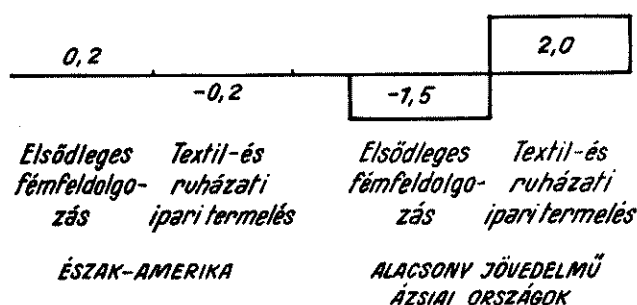 0,2
2,0
-0,2
-1,5
Elsődleges
fémfeldolgo-
zás
Textil-és
ruházati
ipari termelés
Elsődleges
fémfeldolgo-
zás
Textil-és
ruházati
ipari termelés
ÉSZAK-AMERIKA
ALACSONY JÖVEDELMŰ
ÁZSIAI ORSZÁGOK